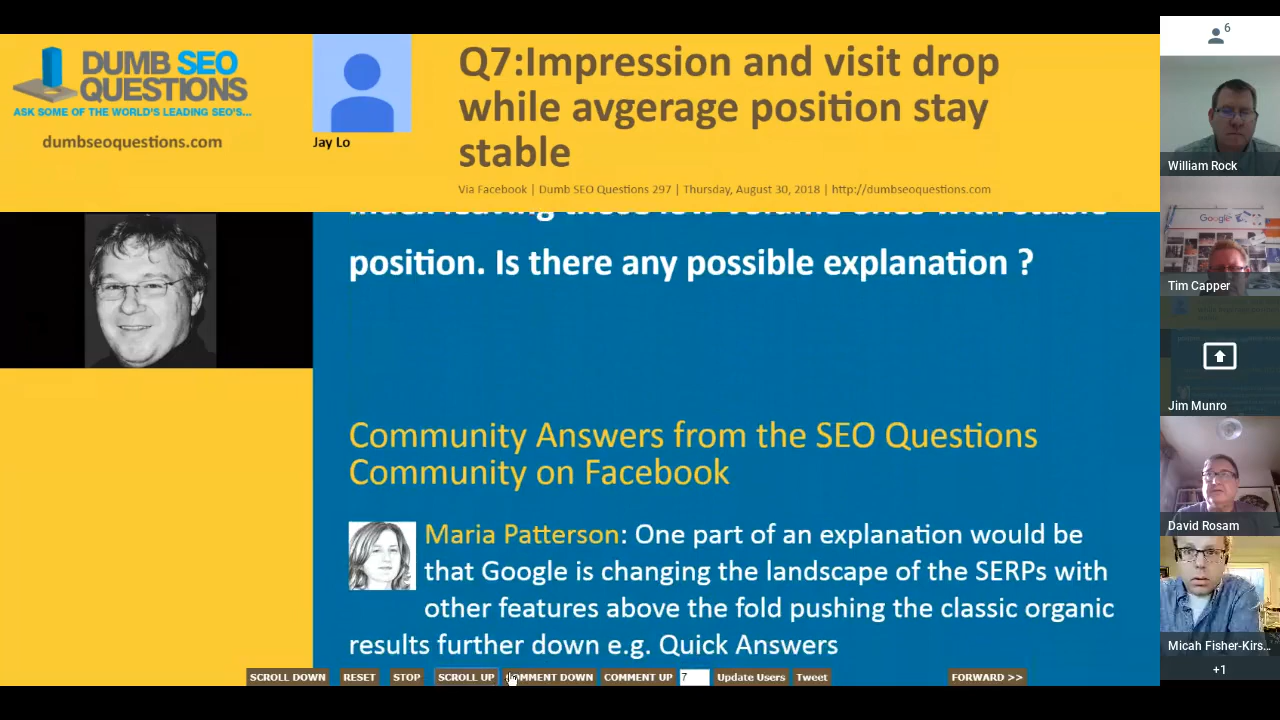 DUMB SEO
QUESTIONS
ASK SOME OF THE WORLD'S LEADING SEO'S...
dumbseoquestions.com
Jay Lo
Q7:Impression and visit drop
while avgerage position stay
stable
Via Facebook | Dumb SEO Questions 297 | Thursday, August 30, 2018 | http://dumbseoquestions.com
position. Is there any possible explanation ?
Community Answers from the SEO Questions
Community on Facebook
Maria Patterson: One part of an explanation would be
that Google is changing the landscape of the SERPs with
other features above the fold pushing the classic organic
results further down e.g. Quick Answers
SCROLL DOWN RESET STOP SCROLL UP COMMENT DOWN COMMENT UP 7 Update Users Tweet FORWARD >>
6
William Rock
Google
Tim Capper
Jim Munro
David Rosam
Micah Fisher-Kirs...
+1